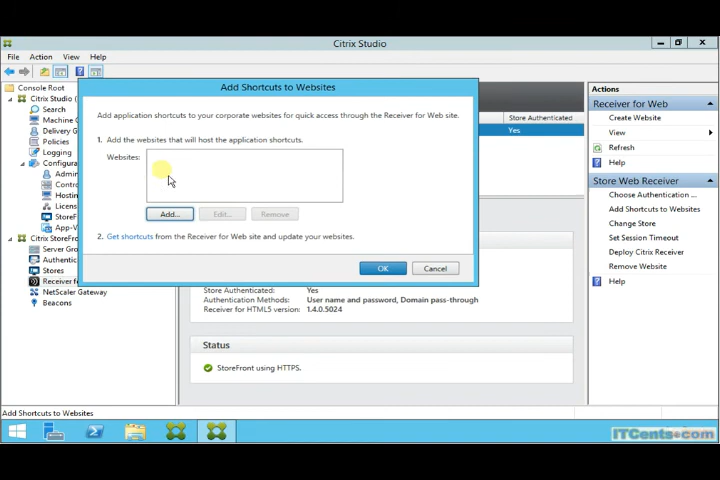 Citrix Studio
File Action View Help
Console Root
Citrix Studio (
Search
Machine C
Delivery G
Policies
Logging
Configura
Admin
Contro
Hostin
Licens
StoreF
App-V
Citrix StoreFr
Server Gro
Authentic
Stores
Receiver fo
NetScaler Gateway
Beacons
Add Shortcuts to Websites
Add application shortcuts to your corporate websites for quick access through the Receiver for Web site.
1. Add the websites that will host the application shortcuts.
Websites:
Add... Edit... Remove
2. Get shortcuts from the Receiver for Web site and update your websites.
OK Cancel
Store Authenticated
Yes
Store Authenticated: Yes
Authentication Methods: User name and password, Domain pass-through
Receiver for HTML5 version: 1.4.0.5024
Status
StoreFront using HTTPS.
Actions
Receiver for Web
Create Website
View
Refresh
Help
Store Web Receiver
Choose Authentication ...
Add Shortcuts to Websites
Change Store
Set Session Timeout
Deploy Citrix Receiver
Remove Website
Help
Add Shortcuts to Websites
ITCents.com